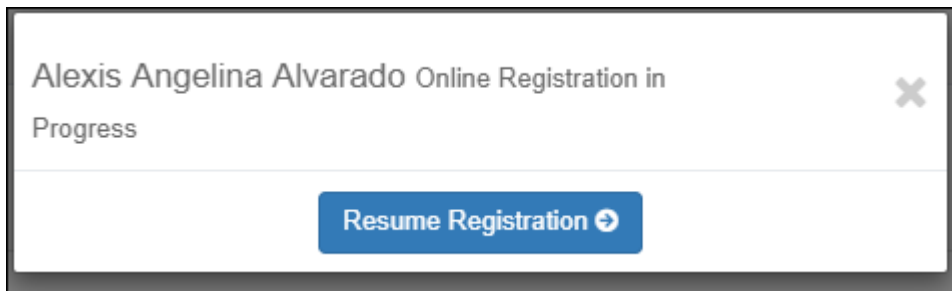 Alexis Angelina Alvarado Online Registration in
Progress
Resume Registration